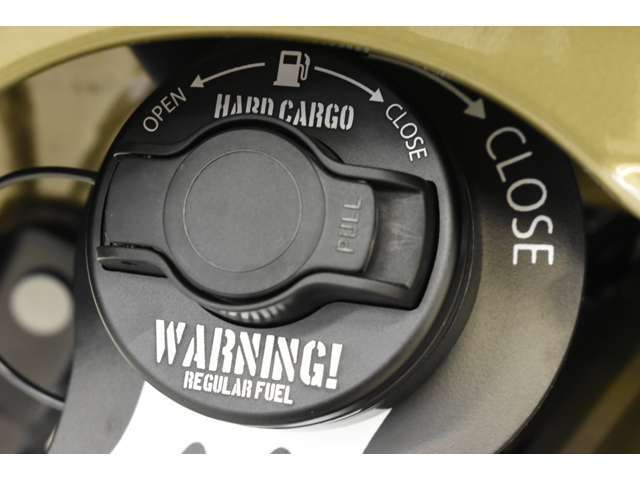 OPEN
CLOSE
HARD CARGO
PULL
WARNING!
REGULAR FUEL
CLOSE